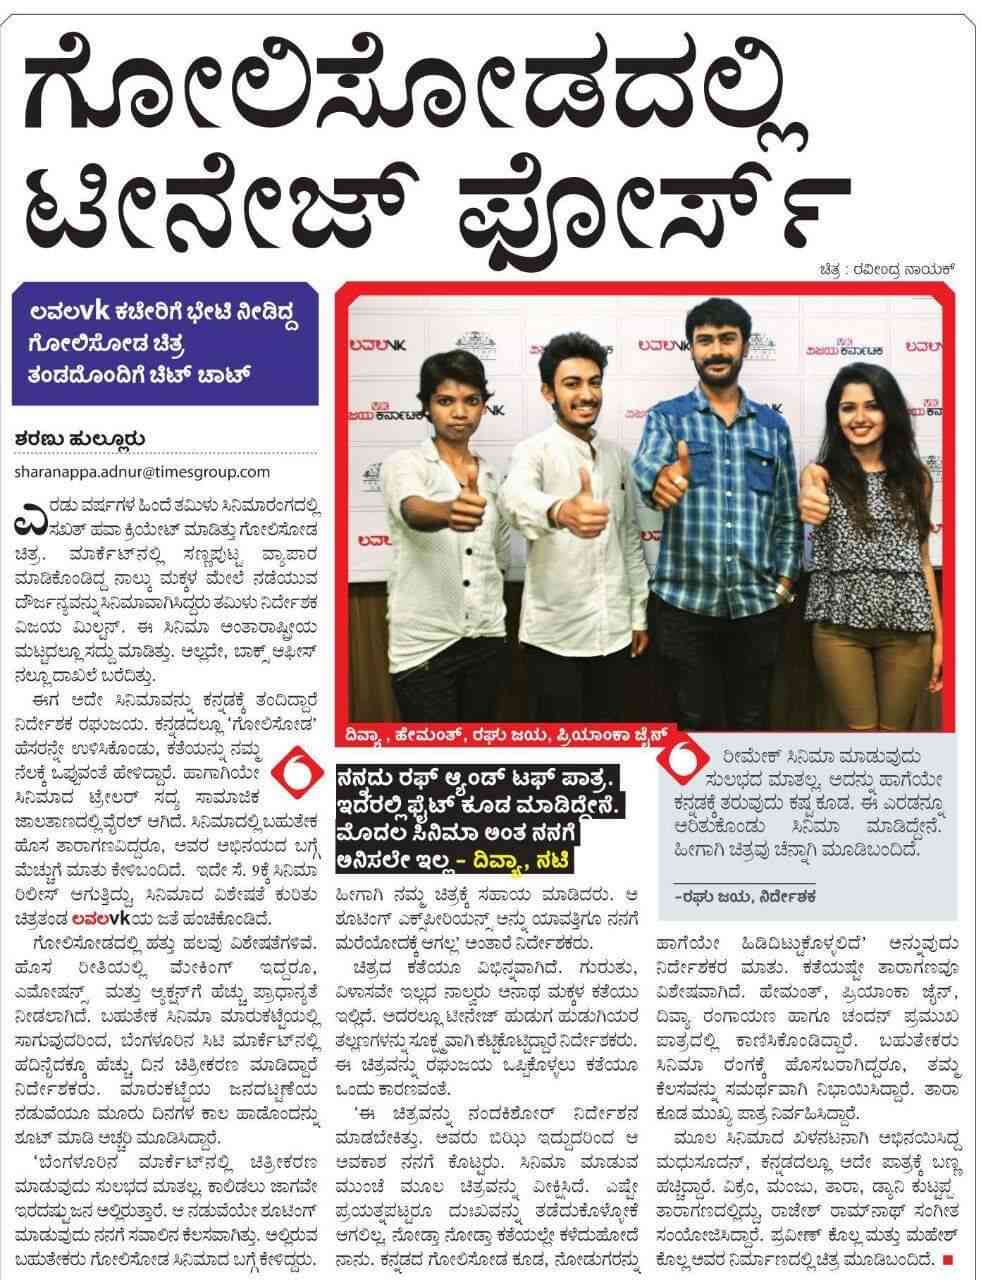 ಗೋಲಿಸೋಡದಲ್ಲಿ
ಟೀನೇಜ್ ಫೋರ್ಸ್
ಚಿತ್ರ : ರವೀಂದ್ರ ನಾಯಕ್
ಲವಲvk ಕಚೇರಿಗೆ ಭೇಟಿ ನೀಡಿದ್ದ
ಗೋಲಿಸೋಡ ಚಿತ್ರ
ತಂಡದೊಂದಿಗೆ ಚಿಟ್ ಚಾಟ್
ಶರಣು ಹುಲ್ಲೂರು
sharanappa.adnur@timesgroup.com
ಎರಡು ವರ್ಷಗಳ ಹಿಂದೆ ತಮಿಳು ಸಿನಿಮಾರಂಗದಲ್ಲಿ
ಸಖತ್ ಹವಾ ಕ್ರಿಯೇಟ್ ಮಾಡಿತ್ತು ಗೋಲಿಸೋಡ
ಚಿತ್ರ. ಮಾರ್ಕೆಟ್‌ನಲ್ಲಿ ಸಣ್ಣಪುಟ್ಟ ವ್ಯಾಪಾರ
ಮಾಡಿಕೊಂಡಿದ್ದ ನಾಲ್ಕು ಮಕ್ಕಳ ಮೇಲೆ ನಡೆಯುವ
ದೌರ್ಜನ್ಯವನ್ನು ಸಿನಿಮಾವಾಗಿಸಿದ್ದರು ತಮಿಳು ನಿರ್ದೇಶಕ
ವಿಜಯ ಮಿಲ್ಟನ್. ಈ ಸಿನಿಮಾ ಅಂತಾರಾಷ್ಟ್ರೀಯ
ಮಟ್ಟದಲ್ಲೂ ಸದ್ದು ಮಾಡಿತ್ತು. ಅಲ್ಲದೇ, ಬಾಕ್ಸ್ ಆಫೀಸ್
ನಲ್ಲೂ ದಾಖಲೆ ಬರೆದಿತ್ತು.
ಈಗ ಅದೇ ಸಿನಿಮಾವನ್ನು ಕನ್ನಡಕ್ಕೆ ತಂದಿದ್ದಾರೆ
ನಿರ್ದೇಶಕ ರಘುಜಯ. ಕನ್ನಡದಲ್ಲೂ 'ಗೋಲಿಸೋಡ'
ಹೆಸರನ್ನೇ ಉಳಿಸಿಕೊಂಡು, ಕತೆಯನ್ನು ನಮ್ಮ
ನೆಲಕ್ಕೆ ಒಪ್ಪುವಂತೆ ಹೇಳಿದ್ದಾರೆ. ಹಾಗಾಗಿಯೇ
ಸಿನಿಮಾದ ಟ್ರೇಲರ್ ಸದ್ಯ ಸಾಮಾಜಿಕ
ಜಾಲತಾಣದಲ್ಲಿ ವೈರಲ್ ಆಗಿದೆ. ಸಿನಿಮಾದಲ್ಲಿ ಬಹುತೇಕ
ಹೊಸ ತಾರಾಗಣವಿದ್ದರೂ, ಅವರ ಅಭಿನಯದ ಬಗ್ಗೆ
ಮೆಚ್ಚುಗೆ ಮಾತು ಕೇಳಿಬಂದಿದೆ. ಇದೇ ಸೆ. 9ಕ್ಕೆ ಸಿನಿಮಾ
ರಿಲೀಸ್ ಆಗುತ್ತಿದ್ದು, ಸಿನಿಮಾದ ವಿಶೇಷತೆ ಕುರಿತು
ಚಿತ್ರತಂಡ ಲವಲvkಯ ಜತೆ ಹಂಚಿಕೊಂಡಿದೆ.
ಗೋಲಿಸೋಡದಲ್ಲಿ ಹತ್ತು ಹಲವು ವಿಶೇಷತೆಗಳಿವೆ.
ಹೊಸ ರೀತಿಯಲ್ಲಿ ಮೇಕಿಂಗ್ ಇದ್ದರೂ,
ಎಮೋಷನ್ಸ್ ಮತ್ತು ಆ್ಯಕ್ಷನ್‌ಗೆ ಹೆಚ್ಚು ಪ್ರಾಧಾನ್ಯತೆ
ನೀಡಲಾಗಿದೆ. ಬಹುತೇಕ ಸಿನಿಮಾ ಮಾರುಕಟ್ಟೆಯಲ್ಲಿ
ಸಾಗುವುದರಿಂದ, ಬೆಂಗಳೂರಿನ ಸಿಟಿ ಮಾರ್ಕೆಟ್‌ನಲ್ಲಿ
ಹದಿನೈದಕ್ಕೂ ಹೆಚ್ಚು ದಿನ ಚಿತ್ರೀಕರಣ ಮಾಡಿದ್ದಾರೆ
ನಿರ್ದೇಶಕರು. ಮಾರುಕಟ್ಟೆಯ ಜನದಟ್ಟಣೆಯ
ನಡುವೆಯೂ ಮೂರು ದಿನಗಳ ಕಾಲ ಹಾಡೊಂದನ್ನು
ಶೂಟ್ ಮಾಡಿ ಅಚ್ಚರಿ ಮೂಡಿಸಿದ್ದಾರೆ.
'ಬೆಂಗಳೂರಿನ ಮಾರ್ಕೆಟ್‌ನಲ್ಲಿ ಚಿತ್ರೀಕರಣ
ಮಾಡುವುದು ಸುಲಭದ ಮಾತಲ್ಲ. ಕಾಲಿಡಲು ಜಾಗವೇ
ಇರದಷ್ಟು ಜನ ಅಲ್ಲಿರುತ್ತಾರೆ. ಆ ನಡುವೆಯೇ ಶೂಟಿಂಗ್
ಮಾಡುವುದು ನನಗೆ ಸವಾಲಿನ ಕೆಲಸವಾಗಿತ್ತು. ಅಲ್ಲಿರುವ
ಬಹುತೇಕರು ಗೋಲಿಸೋಡ ಸಿನಿಮಾದ ಬಗ್ಗೆ ಕೇಳಿದ್ದರು.
ಲವಲVK
VK
ವಿಜಯ ಕರ್ನಾಟಕ
ದಿವ್ಯಾ, ಹೇಮಂತ್, ರಘು ಜಯ, ಪ್ರಿಯಾಂಕಾ ಜೈನ್
ನನ್ನದು ರಫ್ ಆ್ಯಂಡ್ ಟಫ್ ಪಾತ್ರ.
ಇದರಲ್ಲಿ ಫೈಟ್ ಕೂಡ ಮಾಡಿದ್ದೇನೆ.
ಮೊದಲ ಸಿನಿಮಾ ಅಂತ ನನಗೆ
ಅನಿಸಲೇ ಇಲ್ಲ – ದಿವ್ಯಾ, ನಟಿ
ಹೀಗಾಗಿ ನಮ್ಮ ಚಿತ್ರಕ್ಕೆ ಸಹಾಯ ಮಾಡಿದರು. ಆ
ಶೂಟಿಂಗ್ ಎಕ್ಸ್‌ಪೀರಿಯನ್ಸ್ ಅನ್ನು ಯಾವತ್ತಿಗೂ ನನಗೆ
ಮರೆಯೋದಕ್ಕೆ ಆಗಲ್ಲ' ಅಂತಾರೆ ನಿರ್ದೇಶಕರು.
ಚಿತ್ರದ ಕತೆಯೂ ವಿಭಿನ್ನವಾಗಿದೆ. ಗುರುತು,
ವಿಳಾಸವೇ ಇಲ್ಲದ ನಾಲ್ವರು ಅನಾಥ ಮಕ್ಕಳ ಕತೆಯು
ಇಲ್ಲಿದೆ. ಅದರಲ್ಲೂ ಟೀನೇಜ್ ಹುಡುಗ ಹುಡುಗಿಯರ
ತಲ್ಲಣಗಳನ್ನು ಸೂಕ್ಷ್ಮವಾಗಿ ಕಟ್ಟಿಕೊಟ್ಟಿದ್ದಾರೆ ನಿರ್ದೇಶಕರು.
ಈ ಚಿತ್ರವನ್ನು ರಘುಜಯ ಒಪ್ಪಿಕೊಳ್ಳಲು ಕತೆಯೂ
ಒಂದು ಕಾರಣವಂತೆ.
'ಈ ಚಿತ್ರವನ್ನು ನಂದಕಿಶೋರ್ ನಿರ್ದೇಶನ
ಮಾಡಬೇಕಿತ್ತು. ಅವರು ಬಿಝಿ ಇದ್ದುದರಿಂದ ಆ
ಅವಕಾಶ ನನಗೆ ಕೊಟ್ಟರು. ಸಿನಿಮಾ ಮಾಡುವ
ಮುಂಚೆ ಮೂಲ ಚಿತ್ರವನ್ನು ವೀಕ್ಷಿಸಿದೆ. ಎಷ್ಟೇ
ಪ್ರಯತ್ನಪಟ್ಟರೂ ದುಃಖವನ್ನು ತಡೆದುಕೊಳ್ಳೋಕೆ
ಆಗಲಿಲ್ಲ. ನೋಡ್ತಾ ನೋಡ್ತಾ ಕತೆಯಲ್ಲೇ ಕಳೆದುಹೋದೆ
ನಾನು. ಕನ್ನಡದ ಗೋಲಿಸೋಡ ಕೂಡ, ನೋಡುಗರನ್ನು
ರೀಮೇಕ್ ಸಿನಿಮಾ ಮಾಡುವುದು
ಸುಲಭದ ಮಾತಲ್ಲ. ಅದನ್ನು ಹಾಗೆಯೇ
ಕನ್ನಡಕ್ಕೆ ತರುವುದು ಕಷ್ಟ ಕೂಡ. ಈ ಎರಡನ್ನೂ
ಅರಿತುಕೊಂಡು ಸಿನಿಮಾ ಮಾಡಿದ್ದೇನೆ.
ಹೀಗಾಗಿ ಚಿತ್ರವು ಚೆನ್ನಾಗಿ ಮೂಡಿಬಂದಿದೆ.
–ರಘು ಜಯ, ನಿರ್ದೇಶಕ
ಹಾಗೆಯೇ ಹಿಡಿದಿಟ್ಟುಕೊಳ್ಳಲಿದೆ' ಅನ್ನುವುದು
ನಿರ್ದೇಶಕರ ಮಾತು. ಕತೆಯಷ್ಟೇ ತಾರಾಗಣವೂ
ವಿಶೇಷವಾಗಿದೆ. ಹೇಮಂತ್, ಪ್ರಿಯಾಂಕಾ ಜೈನ್,
ದಿವ್ಯಾ ರಂಗಾಯಣ ಹಾಗೂ ಚಂದನ್ ಪ್ರಮುಖ
ಪಾತ್ರದಲ್ಲಿ ಕಾಣಿಸಿಕೊಂಡಿದ್ದಾರೆ. ಬಹುತೇಕರು
ಸಿನಿಮಾ ರಂಗಕ್ಕೆ ಹೊಸಬರಾಗಿದ್ದರೂ, ತಮ್ಮ
ಕೆಲಸವನ್ನು ಸಮರ್ಥವಾಗಿ ನಿಭಾಯಿಸಿದ್ದಾರೆ. ತಾರಾ
ಕೂಡ ಮುಖ್ಯ ಪಾತ್ರ ನಿರ್ವಹಿಸಿದ್ದಾರೆ.
ಮೂಲ ಸಿನಿಮಾದ ಖಳನಟನಾಗಿ ಅಭಿನಯಿಸಿದ್ದ
ಮಧುಸೂದನ್, ಕನ್ನಡದಲ್ಲೂ ಅದೇ ಪಾತ್ರಕ್ಕೆ ಬಣ್ಣ
ಹಚ್ಚಿದ್ದಾರೆ. ವಿಕ್ರಂ, ಮಂಜು, ತಾರಾ, ಡ್ಯಾನಿ ಕುಟ್ಟಪ್ಪ
ತಾರಾಗಣದಲ್ಲಿದ್ದು, ರಾಜೇಶ್ ರಾಮ್‌ನಾಥ್ ಸಂಗೀತ
ಸಂಯೋಜಿಸಿದ್ದಾರೆ. ಪ್ರವೀಣ್ ಕೊಲ್ಲ ಮತ್ತು ಮಹೇಶ್
ಕೊಲ್ಲ ಅವರ ನಿರ್ಮಾಣದಲ್ಲಿ ಚಿತ್ರ ಮೂಡಿಬಂದಿದೆ.